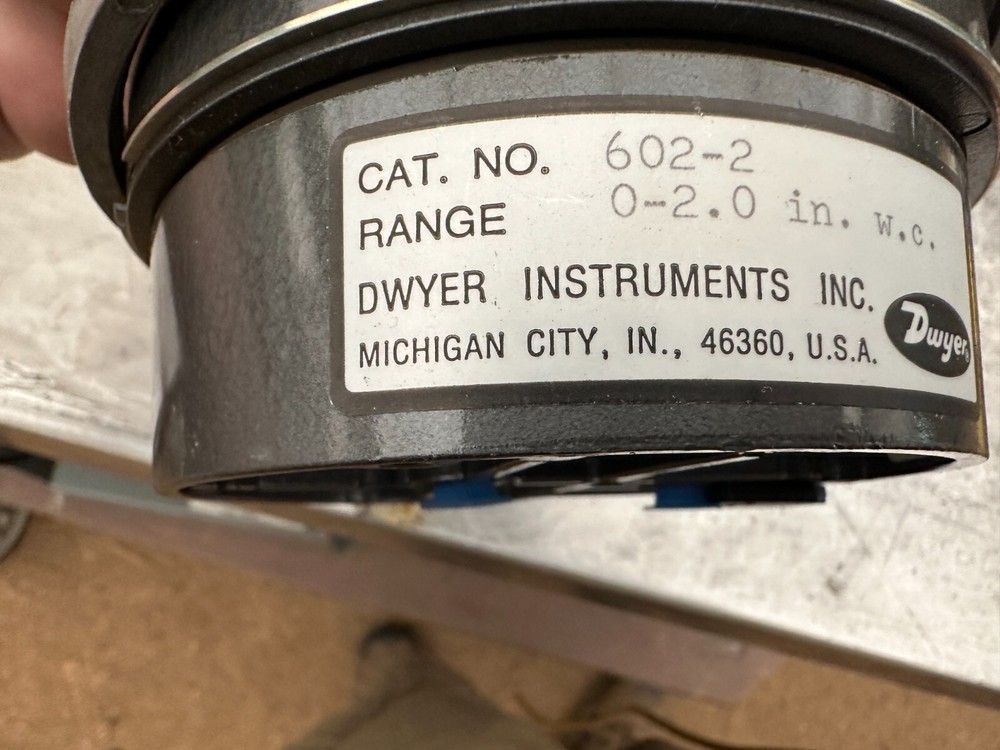 CAT. NO. 602-2
RANGE 0-2.0 in. w.c.
DWYER INSTRUMENTS INC.
MICHIGAN CITY, IN., 46360, U.S.A.
Dwyer®